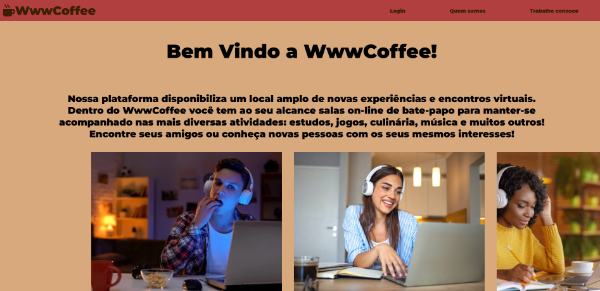 WwwCoffee
Login
Quem somos
Trabalhe conosco
Bem Vindo a WwwCoffee!
Nossa plataforma disponibiliza um local amplo de novas experiências e encontros virtuais.
Dentro do WwwCoffee você tem ao seu alcance salas on-line de bate-papo para manter-se
acompanhado nas mais diversas atividades: estudos, jogos, culinária, música e muitos outros!
Encontre seus amigos ou conheça novas pessoas com os seus mesmos interesses!